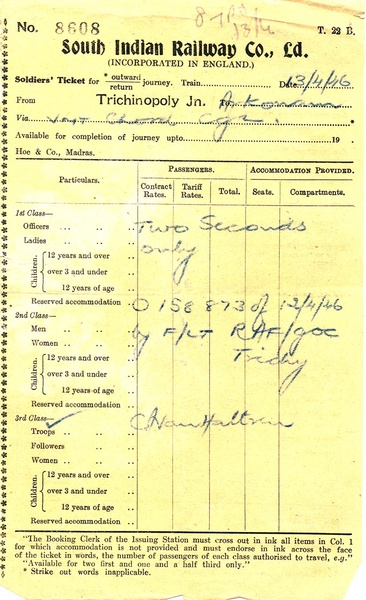 No. 8608
T. 22 B.
South Indian Railway Co., Ld.
(INCORPORATED IN ENGLAND.)
Soldiers' Ticket for * outward / return journey. Train Date 13/4/46
From Trichinopoly Jn. to
Via
Available for completion of journey upto 19 .
Hoe & Co., Madras.
Particulars. PASSENGERS. ACCOMMODATION PROVIDED.
Contract Rates. Tariff Rates. Total. Seats. Compartments.
1st Class—
Officers Two Seconds
Ladies only
Children. 12 years and over
over 3 and under
12 years of age
Reserved accommodation 0158 873 of 12/4/46
2nd Class—
Men by F/LT RAF/goc
Women Trichy
Children. 12 years and over
over 3 and under
12 years of age
Reserved accommodation
3rd Class—
Troops
Followers
Women
Children. 12 years and over
over 3 and under
12 years of age
Reserved accommodation
"The Booking Clerk of the Issuing Station must cross out in ink all items in Col. 1
for which accommodation is not provided and must endorse in ink across the face
of the ticket in words, the number of passengers of each class authorised to travel, e.g."
"Available for two first and one and a half third only."
* Strike out words inapplicable.